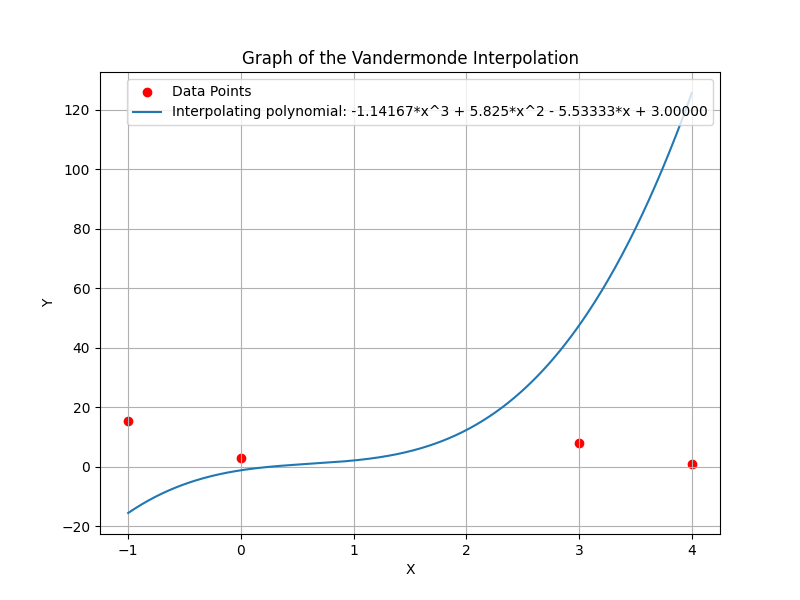 Graph of the Vandermonde Interpolation
Data Points
Interpolating polynomial: -1.14167*x^3 + 5.825*x^2 - 5.53333*x + 3.00000
120
100
80
60
40
20
0
−20
Y
−1 0 1 2 3 4
X